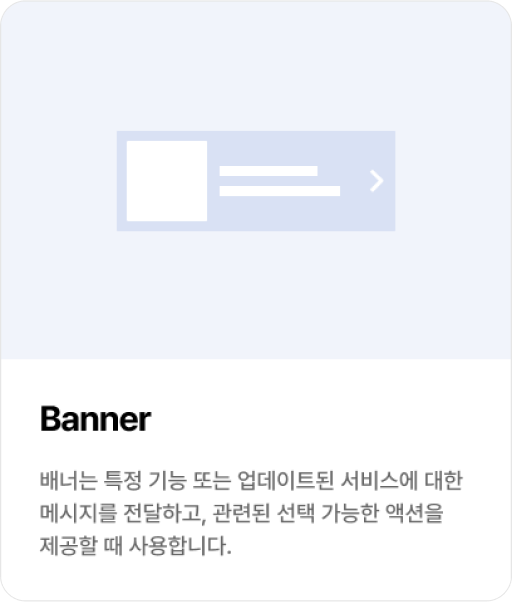 Banner
배너는 특정 기능 또는 업데이트된 서비스에 대한
메시지를 전달하고, 관련된 선택 가능한 액션을
제공할 때 사용합니다.